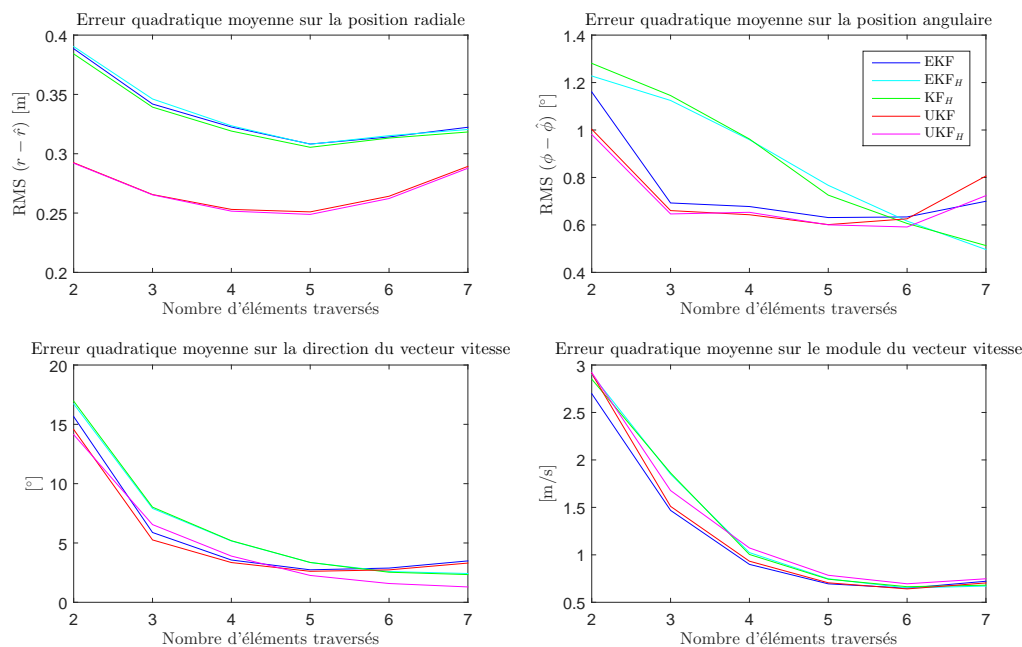 Erreur quadratique moyenne sur la position radiale
0.4
0.35
0.3
0.25
0.2
RMS (r − r̂) [m]
2 3 4 5 6 7
Nombre d'éléments traversés
Erreur quadratique moyenne sur la position angulaire
1.4
1.2
1
0.8
0.6
0.4
RMS (ϕ − ϕ̂) [°]
EKF
EKF_H
KF_H
UKF
UKF_H
2 3 4 5 6 7
Nombre d'éléments traversés
Erreur quadratique moyenne sur la direction du vecteur vitesse
20
15
10
5
0
[°]
2 3 4 5 6 7
Nombre d'éléments traversés
Erreur quadratique moyenne sur le module du vecteur vitesse
3
2.5
2
1.5
1
0.5
[m/s]
2 3 4 5 6 7
Nombre d'éléments traversés